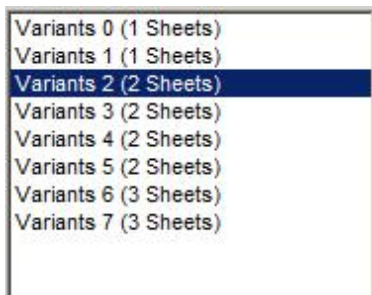 Variants 0 (1 Sheets)
Variants 1 (1 Sheets)
Variants 2 (2 Sheets)
Variants 3 (2 Sheets)
Variants 4 (2 Sheets)
Variants 5 (2 Sheets)
Variants 6 (3 Sheets)
Variants 7 (3 Sheets)